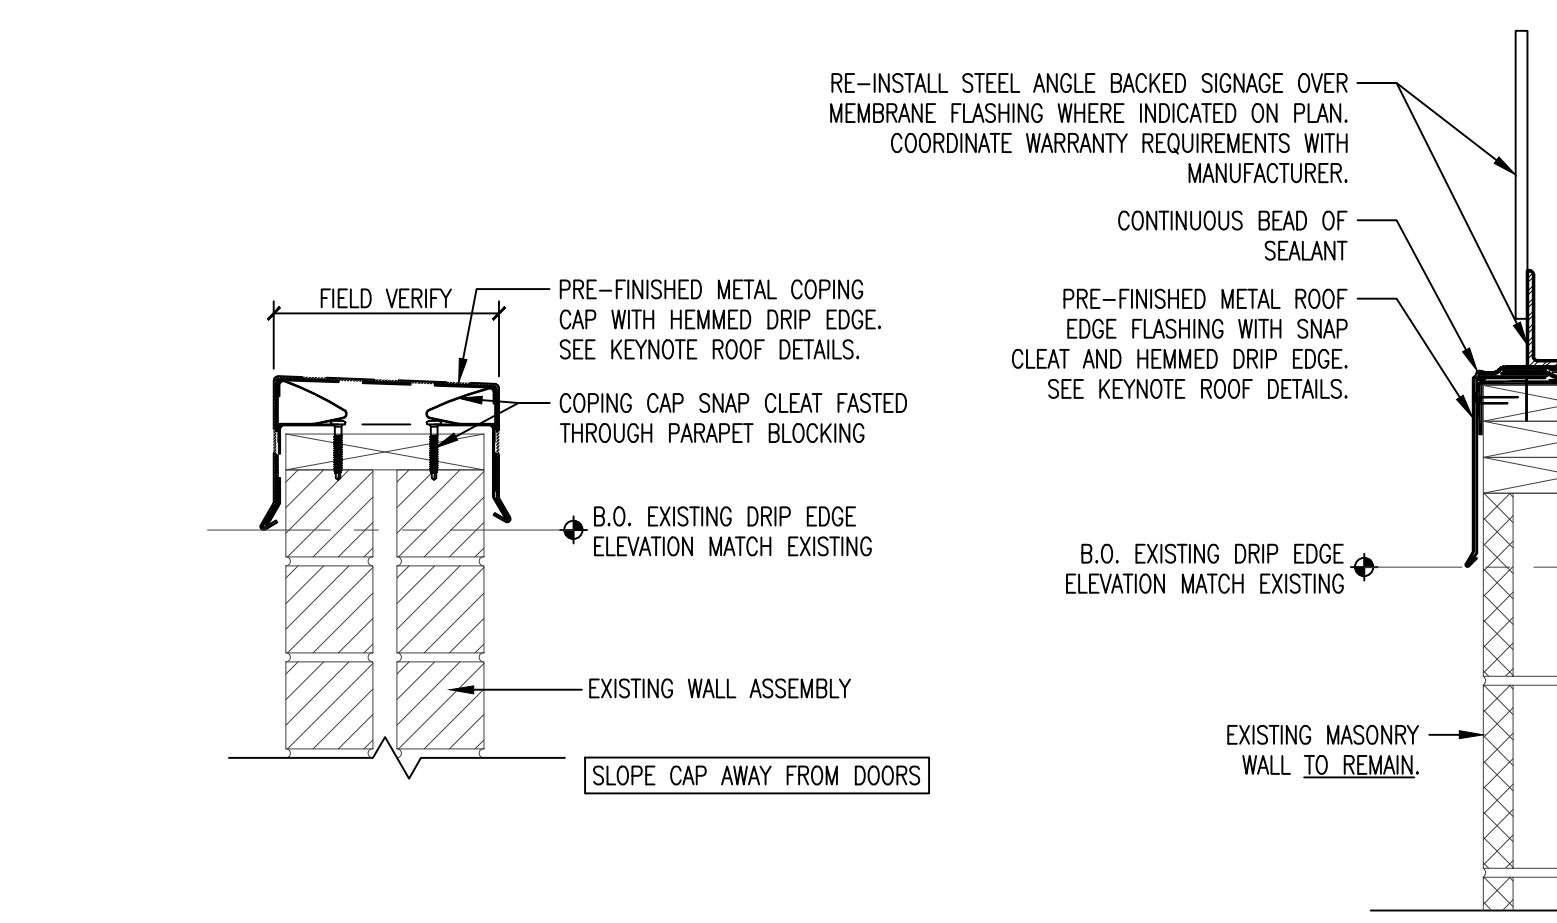 FIELD VERIFY
PRE-FINISHED METAL COPING
CAP WITH HEMMED DRIP EDGE.
SEE KEYNOTE ROOF DETAILS.
COPING CAP SNAP CLEAT FASTED
THROUGH PARAPET BLOCKING
B.O. EXISTING DRIP EDGE
ELEVATION MATCH EXISTING
EXISTING WALL ASSEMBLY
SLOPE CAP AWAY FROM DOORS
RE-INSTALL STEEL ANGLE BACKED SIGNAGE OVER
MEMBRANE FLASHING WHERE INDICATED ON PLAN.
COORDINATE WARRANTY REQUIREMENTS WITH
MANUFACTURER.
CONTINUOUS BEAD OF
SEALANT
PRE-FINISHED METAL ROOF
EDGE FLASHING WITH SNAP
CLEAT AND HEMMED DRIP EDGE.
SEE KEYNOTE ROOF DETAILS.
B.O. EXISTING DRIP EDGE
ELEVATION MATCH EXISTING
EXISTING MASONRY
WALL TO REMAIN.